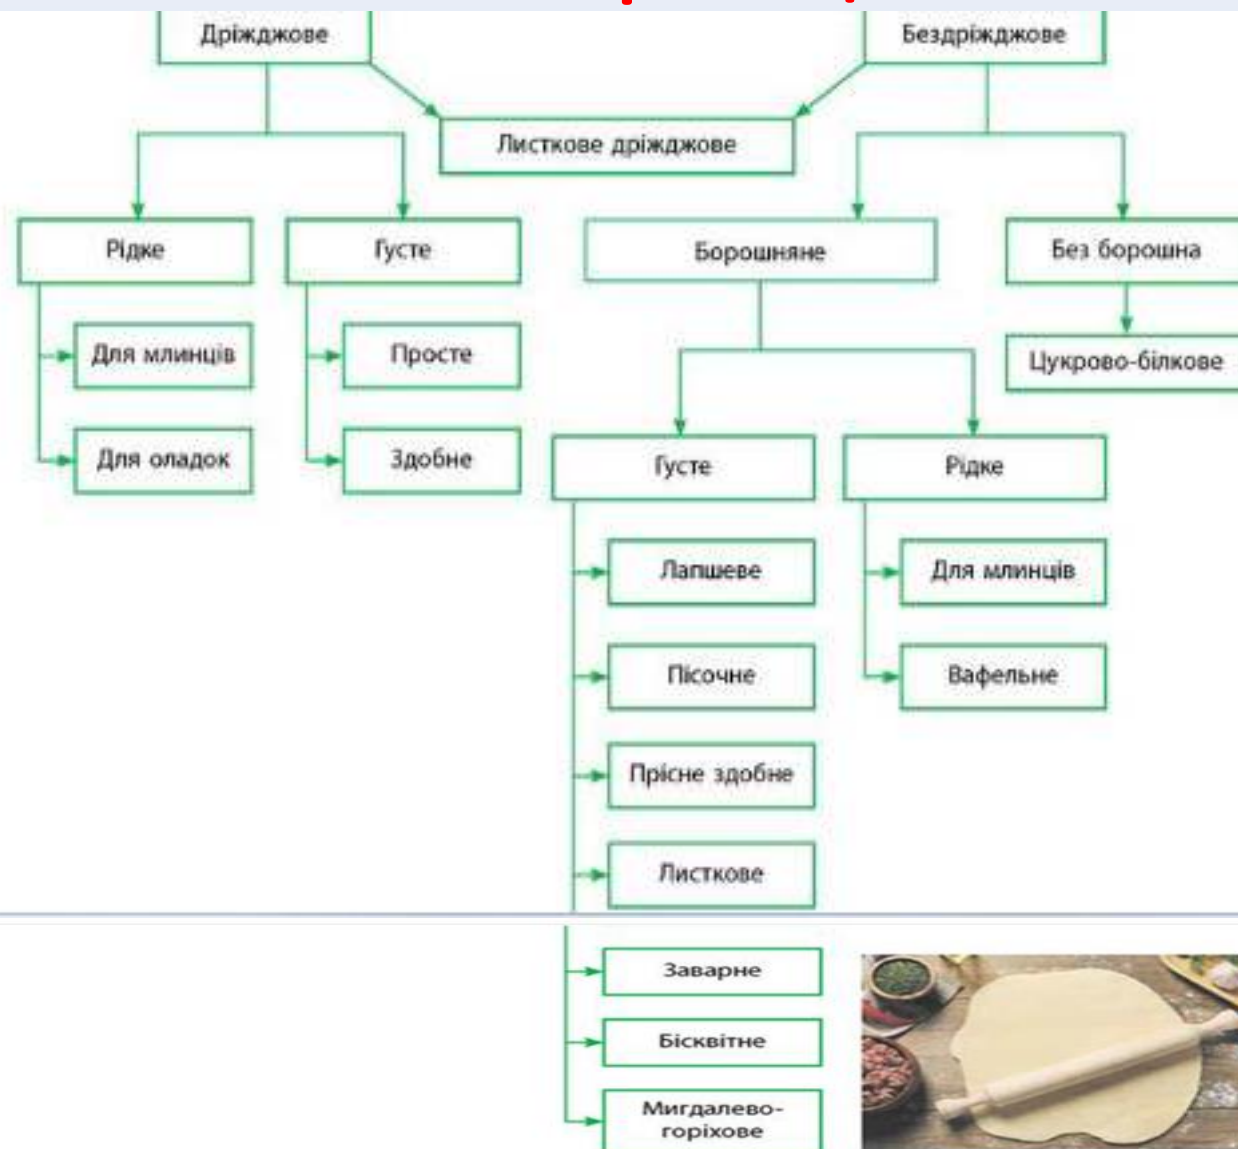 Дріжджове
Бездріжджове
Листкове дріжджове
Рідке
Густе
Борошняне
Без борошна
Для млинців
Просте
Цукрово-білкове
Для оладок
Здобне
Густе
Рідке
Лапшеве
Для млинців
Пісочне
Вафельне
Прісне здобне
Листкове
Заварне
Бісквітне
Мигдалево-
горіхове